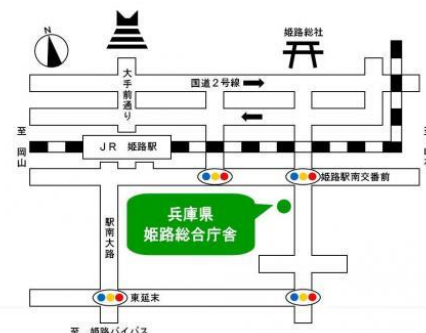 姫路総社
大手前通り
国道2号線
至 岡山
JR 姫路駅
姫路駅南交番前
兵庫県
姫路総合庁舎
駅南大路
東延末
至 姫路バイパス